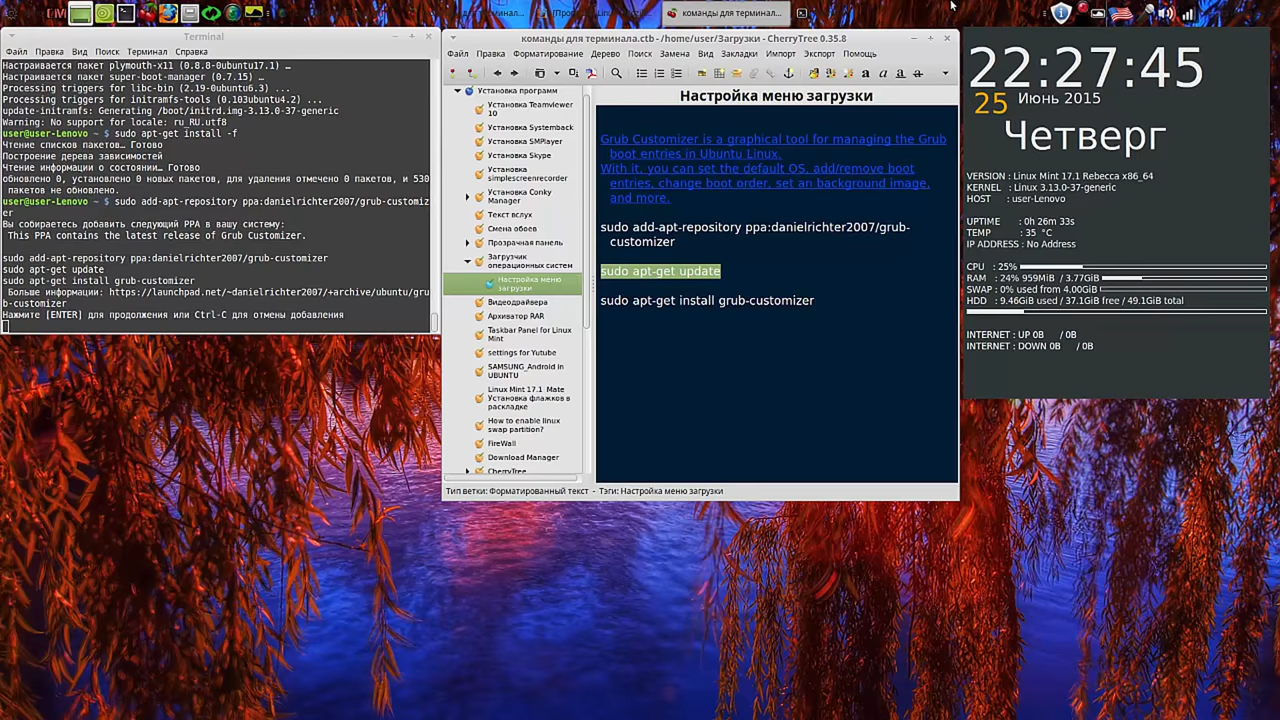 команды для терминал...
Terminal
Файл Правка Вид Поиск Терминал Справка
Настраивается пакет plymouth-x11 (0.8.8-0ubuntu17.1) …
Настраивается пакет super-boot-manager (0.7.15) …
Processing triggers for libc-bin (2.19-0ubuntu6.3) …
Processing triggers for initramfs-tools (0.103ubuntu4.2) …
update-initramfs: Generating /boot/initrd.img-3.13.0-37-generic
Warning: No support for locale: ru_RU.utf8
user@user-Lenovo ~ $ sudo apt-get install -f
Чтение списков пакетов… Готово
Построение дерева зависимостей
Чтение информации о состоянии… Готово
обновлено 0, установлено 0 новых пакетов, для удаления отмечено 0 пакетов, и 530
пакетов не обновлено.
user@user-Lenovo ~ $ sudo add-apt-repository ppa:danielrichter2007/grub-customiz
er
Вы собираетесь добавить следующий PPA в вашу систему:
This PPA contains the latest release of Grub Customizer.
sudo add-apt-repository ppa:danielrichter2007/grub-customizer
sudo apt-get update
sudo apt-get install grub-customizer
Больше информации: https://launchpad.net/~danielrichter2007/+archive/ubuntu/gru
b-customizer
Нажмите [ENTER] для продолжения или Ctrl-C для отмены добавления
команды для терминала.ctb - /home/user/Загрузки - CherryTree 0.35.8
Файл Правка Форматирование Дерево Поиск Замена Вид Закладки Импорт Экспорт Помощь
Установка программ
Установка Teamviewer
10
Установка Systemback
Установка SMPlayer
Установка Skype
Установка
simplescreenrecorder
Установка Conky
Manager
Текст вслух
Смена обоев
Прозрачная панель
Загрузчик
операционных систем
Настройка меню
загрузки
Видеодрайвера
Архиватор RAR
Taskbar Panel for Linux
Mint
settings for Yutube
SAMSUNG_Android in
UBUNTU
Linux Mint 17.1 Mate
Установка флажков в
раскладке
How to enable linux
swap partition?
FireWall
Download Manager
CherryTree
Настройка меню загрузки
Grub Customizer is a graphical tool for managing the Grub
boot entries in Ubuntu Linux.
With it, you can set the default OS, add/remove boot
entries, change boot order, set an background image,
and more.
sudo add-apt-repository ppa:danielrichter2007/grub-
customizer
sudo apt-get update
sudo apt-get install grub-customizer
Тип ветки: Форматированный текст - Тэги: Настройка меню загрузки
22:27:45
25 Июнь 2015
Четверг
VERSION : Linux Mint 17.1 Rebecca x86_64
KERNEL : Linux 3.13.0-37-generic
HOST : user-Lenovo
UPTIME : 0h 26m 33s
TEMP : 35 °C
IP ADDRESS : No Address
CPU : 25%
RAM : 24% 959MiB / 3.77GiB
SWAP : 0% used from 4.00GiB
HDD : 9.46GiB used / 37.1GiB free / 49.1GiB total
INTERNET : UP 0B / 0B
INTERNET : DOWN 0B / 0B